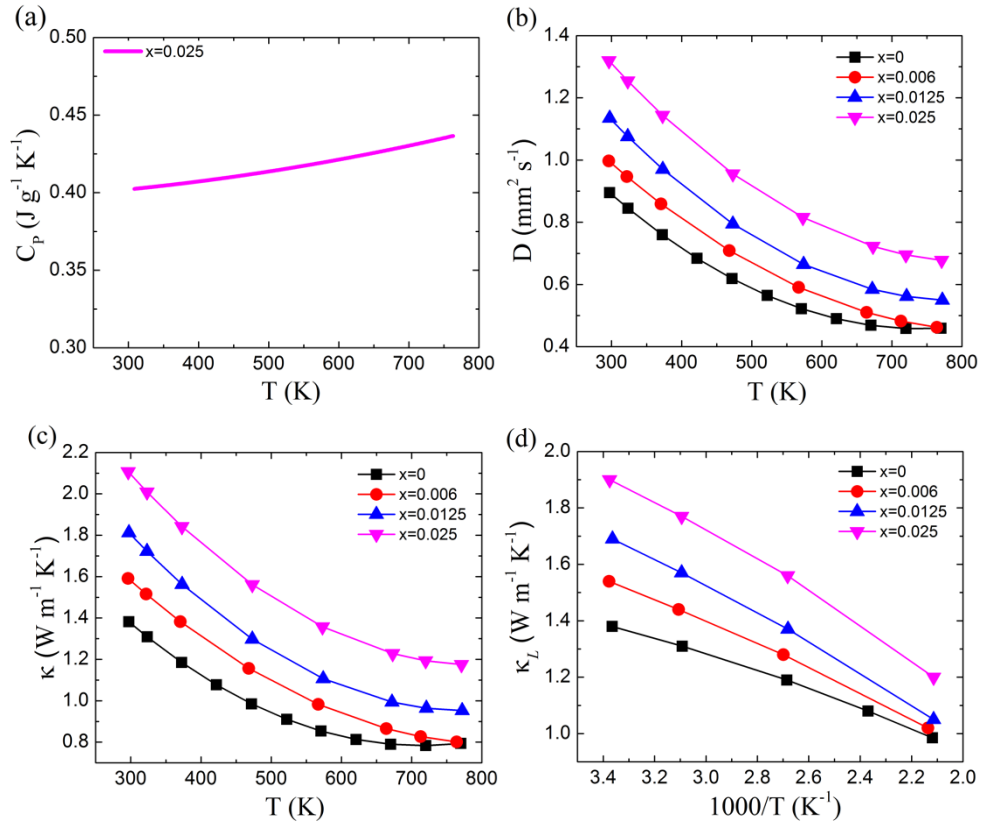 (a)
0.50
0.45
0.40
0.35
0.30
C_P (J g⁻¹ K⁻¹)
x=0.025
300 400 500 600 700 800
T (K)
(b)
1.4
1.2
1.0
0.8
0.6
0.4
D (mm² s⁻¹)
x=0
x=0.006
x=0.0125
x=0.025
300 400 500 600 700 800
T (K)
(c)
2.2
2.0
1.8
1.6
1.4
1.2
1.0
0.8
κ (W m⁻¹ K⁻¹)
x=0
x=0.006
x=0.0125
x=0.025
300 400 500 600 700 800
T (K)
(d)
2.0
1.8
1.6
1.4
1.2
1.0
κ_L (W m⁻¹ K⁻¹)
x=0
x=0.006
x=0.0125
x=0.025
3.4 3.2 3.0 2.8 2.6 2.4 2.2 2.0
1000/T (K⁻¹)